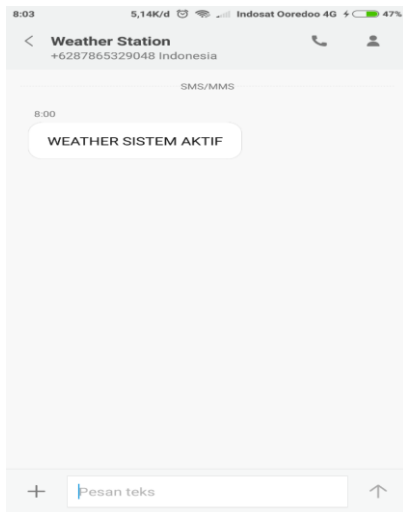 8:03 5,14K/d Indosat Ooredoo 4G 47%
Weather Station
+6287865329048 Indonesia
SMS/MMS
8:00
WEATHER SISTEM AKTIF
Pesan teks